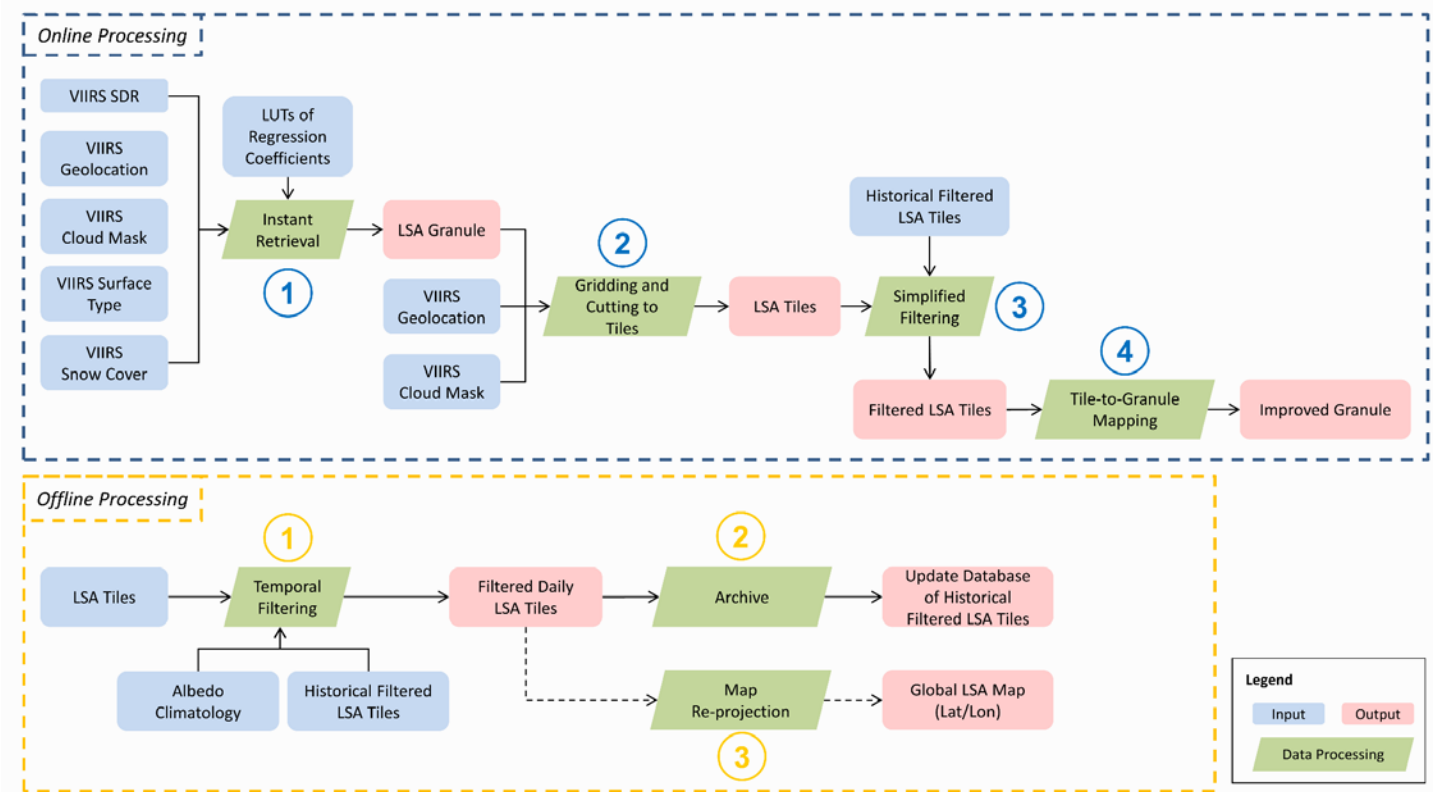 Online Processing
VIIRS SDR
VIIRS
Geolocation
VIIRS
Cloud Mask
VIIRS Surface
Type
VIIRS
Snow Cover
LUTs of
Regression
Coefficients
Instant
Retrieval
1
LSA Granule
VIIRS
Geolocation
VIIRS
Cloud Mask
2
Gridding and
Cutting to
Tiles
LSA Tiles
Historical Filtered
LSA Tiles
Simplified
Filtering
3
Filtered LSA Tiles
4
Tile-to-Granule
Mapping
Improved Granule
Offline Processing
LSA Tiles
1
Temporal
Filtering
Albedo
Climatology
Historical Filtered
LSA Tiles
Filtered Daily
LSA Tiles
2
Archive
Update Database
of Historical
Filtered LSA Tiles
Map
Re-projection
3
Global LSA Map
(Lat/Lon)
Legend
Input
Output
Data Processing